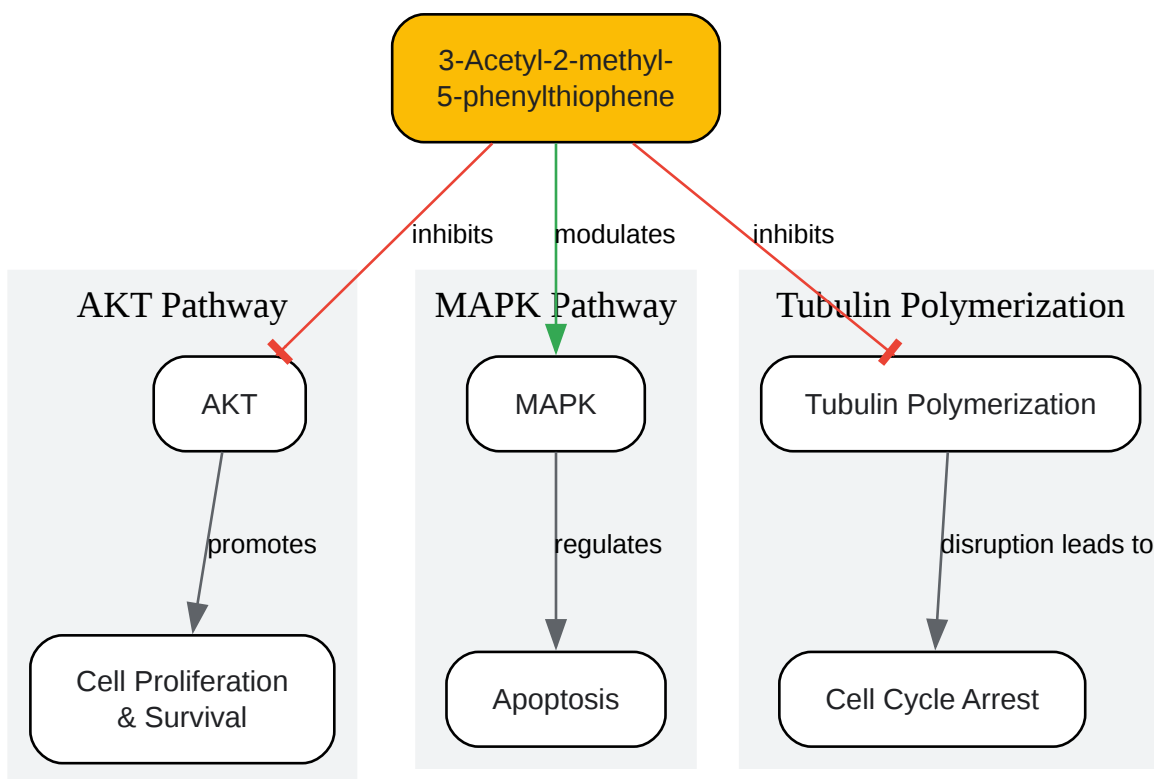 3-Acetyl-2-methyl-
5-phenylthiophene
inhibits
modulates
inhibits
AKT Pathway
MAPK Pathway
Tubulin Polymerization
AKT
MAPK
Tubulin Polymerization
promotes
regulates
disruption leads to
Cell Proliferation
& Survival
Apoptosis
Cell Cycle Arrest